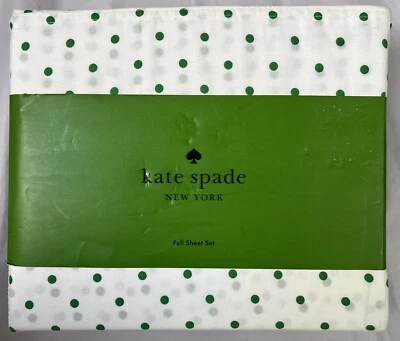 kate spade
NEW YORK
Full Sheet Set